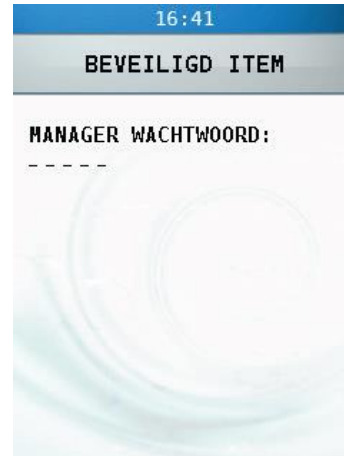 16:41
BEVEILIGD ITEM
MANAGER WACHTWOORD:
- - - - -